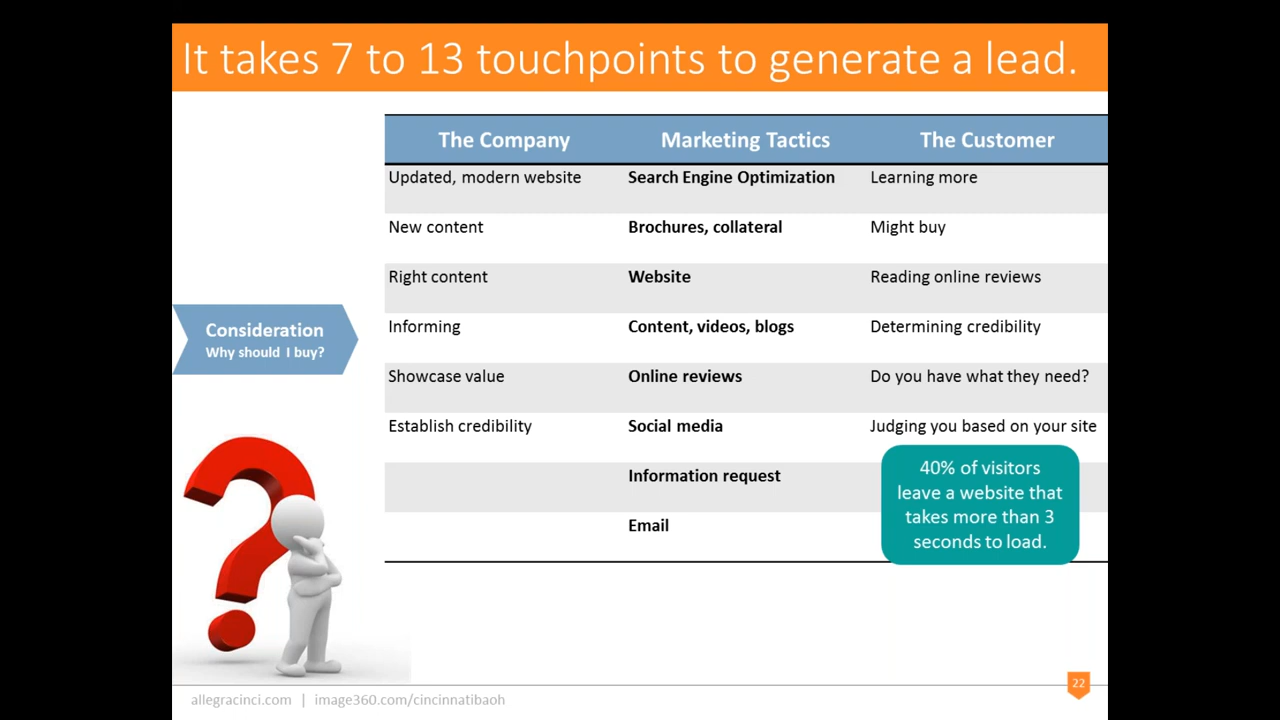 It takes 7 to 13 touchpoints to generate a lead.
The Company Marketing Tactics The Customer
Updated, modern website Search Engine Optimization Learning more
New content Brochures, collateral Might buy
Right content Website Reading online reviews
Informing Content, videos, blogs Determining credibility
Showcase value Online reviews Do you have what they need?
Establish credibility Social media Judging you based on your site
Information request
Email
Consideration
Why should I buy?
40% of visitors
leave a website that
takes more than 3
seconds to load.
allegracinci.com | image360.com/cincinnatibaoh
22